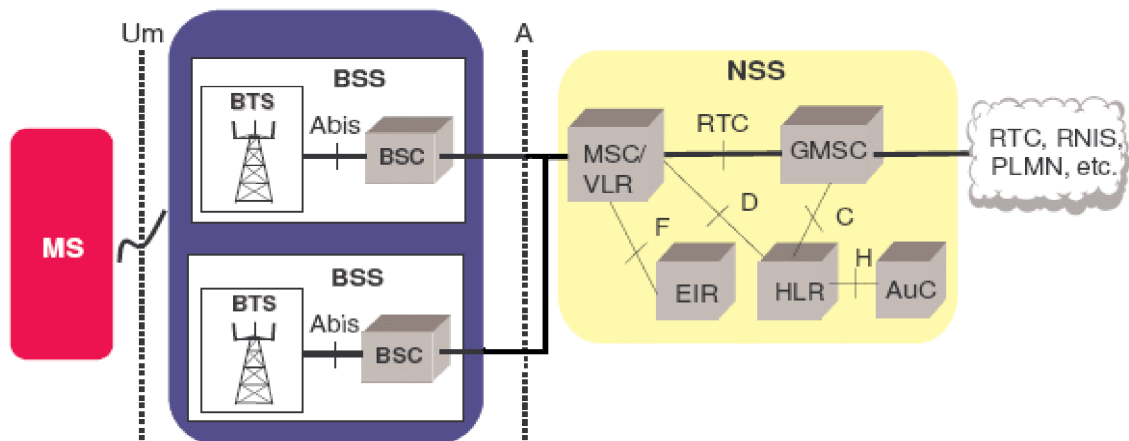 Um
A
BSS
BTS
Abis
BSC
MS
BSS
BTS
Abis
BSC
NSS
MSC/
VLR
RTC
GMSC
RTC, RNIS,
PLMN, etc.
D
C
F
H
EIR
HLR
AuC